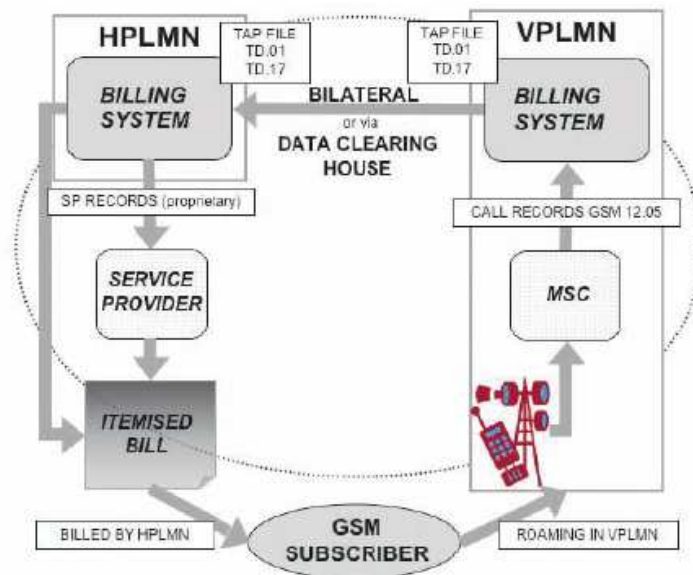 HPLMN
TAP FILE
TD.01
TD.17
TAP FILE
TD.01
TD.17
VPLMN
BILLING
SYSTEM
BILATERAL
or via
DATA CLEARING
HOUSE
BILLING
SYSTEM
SP RECORDS (proprietary)
CALL RECORDS GSM 12.05
SERVICE
PROVIDER
MSC
ITEMISED
BILL
BILLED BY HPLMN
GSM
SUBSCRIBER
ROAMING IN VPLMN